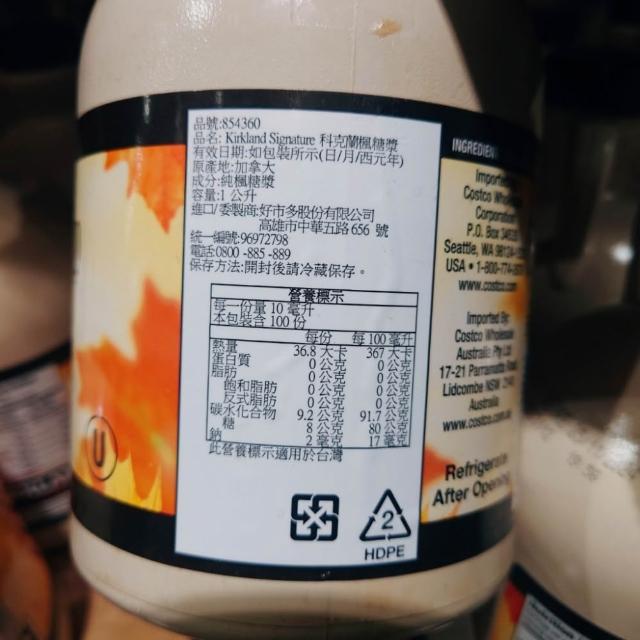 品號:854360
品名: Kirkland Signature 科克蘭楓糖漿
有效日期:如包裝所示(日/月/西元年)
原產地:加拿大
成分:純楓糖漿
容量:1公升
進口/委製商:好市多股份有限公司
高雄市中華五路 656 號
統一編號:96972798
電話:0800 -885 -889
保存方法:開封後請冷藏保存。
營養標示
每一份量 10 毫升
本包裝含 100 份
每份 每 100 毫升
熱量 36.8 大卡 367 大卡
蛋白質 0 公克 0 公克
脂肪 0 公克 0 公克
飽和脂肪 0 公克 0 公克
反式脂肪 0 公克 0 公克
碳水化合物 9.2 公克 91.7 公克
糖 8 公克 80 公克
鈉 2 毫克 17 毫克
此營養標示適用於台灣
2
HDPE
U
Imported
Costco
Corporation
P.O. Box
Seattle, WA
USA • 1-800-774-
www.costco.com
Imported By:
Costco Wholesale
Australia Pty Ltd
17-21 Parramatta
Lidcombe NSW
Australia
www.costco.com.au
Refrigerate
After Opening